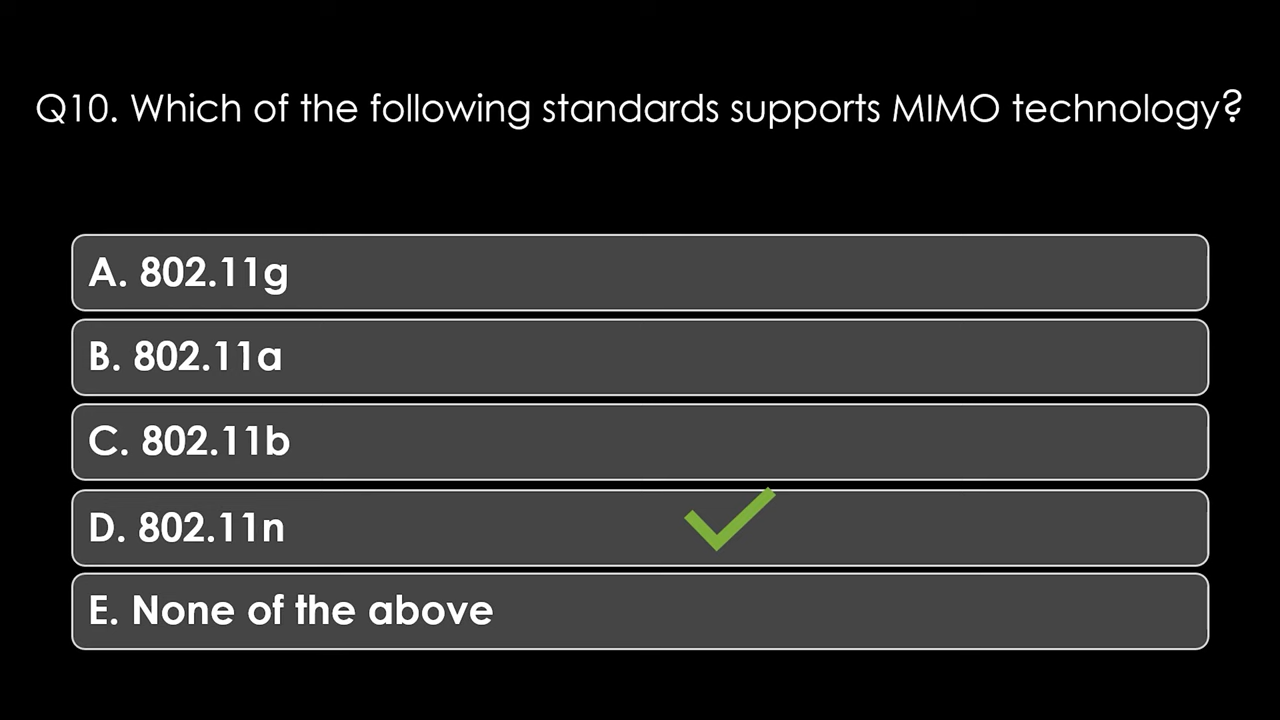 Q10. Which of the following standards supports MIMO technology?
A. 802.11g
B. 802.11a
C. 802.11b
D. 802.11n
E. None of the above